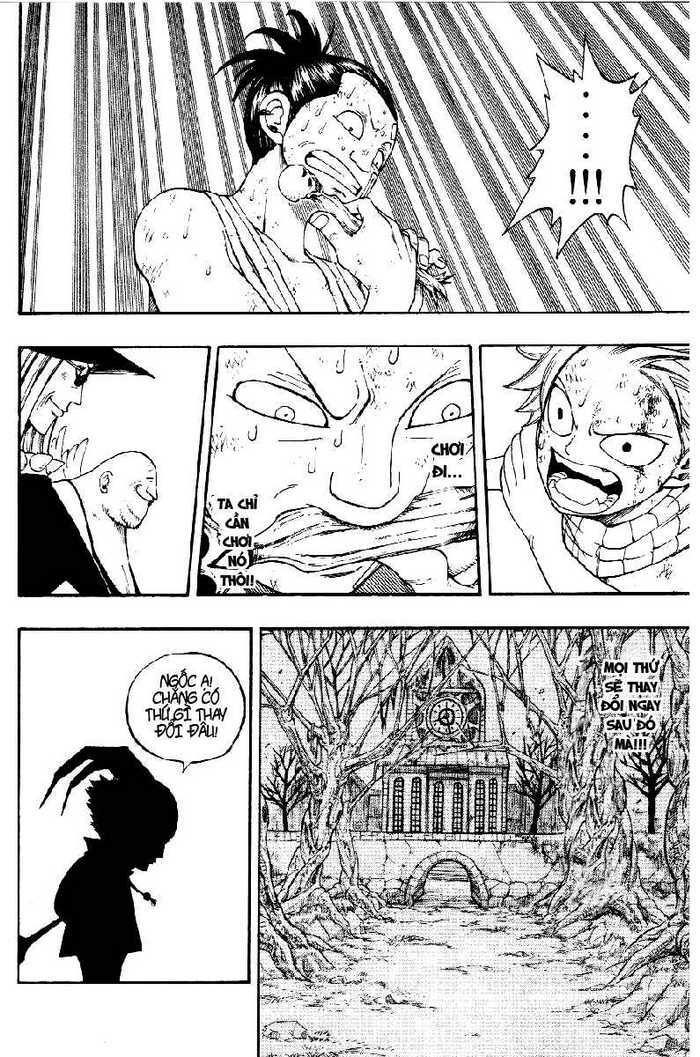 ....
!!!
CHƠI
ĐI...
TA CHỈ
CẦN
CHƠI
NÓ
THÔI!!
NGỐC Ạ!
CHẲNG CÓ
THỨ GÌ THAY
ĐỔI ĐÂU!
MỌI THỨ
SẼ THAY
ĐỔI NGAY
SAU ĐÓ
MÀ!!!